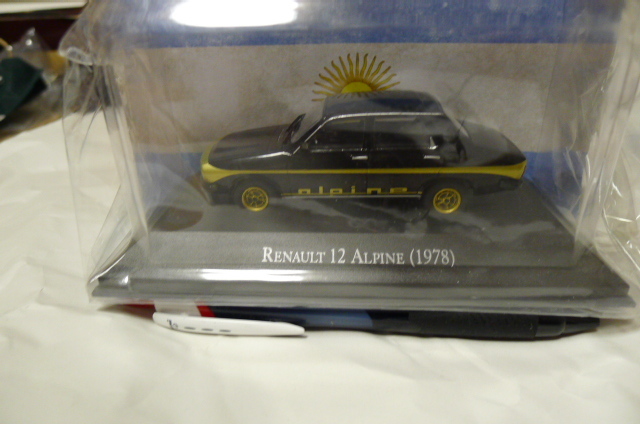 alpine
RENAULT 12 ALPINE (1978)